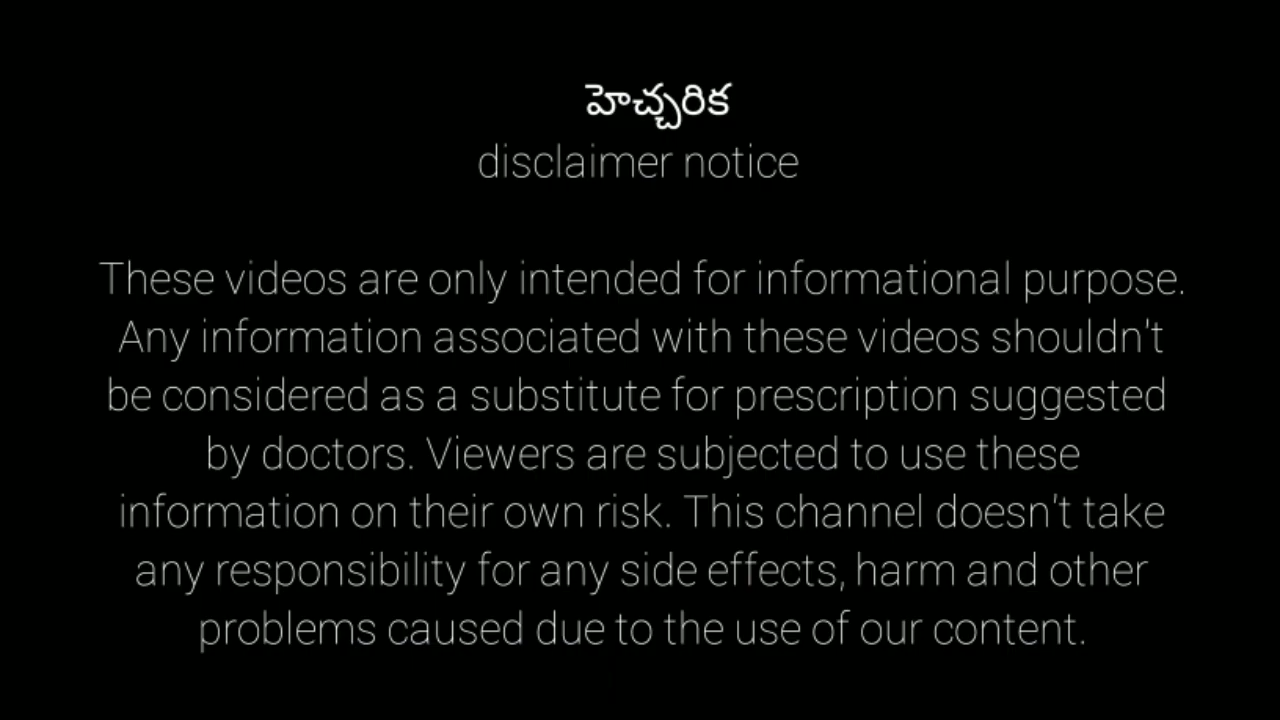 హెచ్చరిక
disclaimer notice
These videos are only intended for informational purpose.
Any information associated with these videos shouldn't
be considered as a substitute for prescription suggested
by doctors. Viewers are subjected to use these
information on their own risk. This channel doesn't take
any responsibility for any side effects, harm and other
problems caused due to the use of our content.